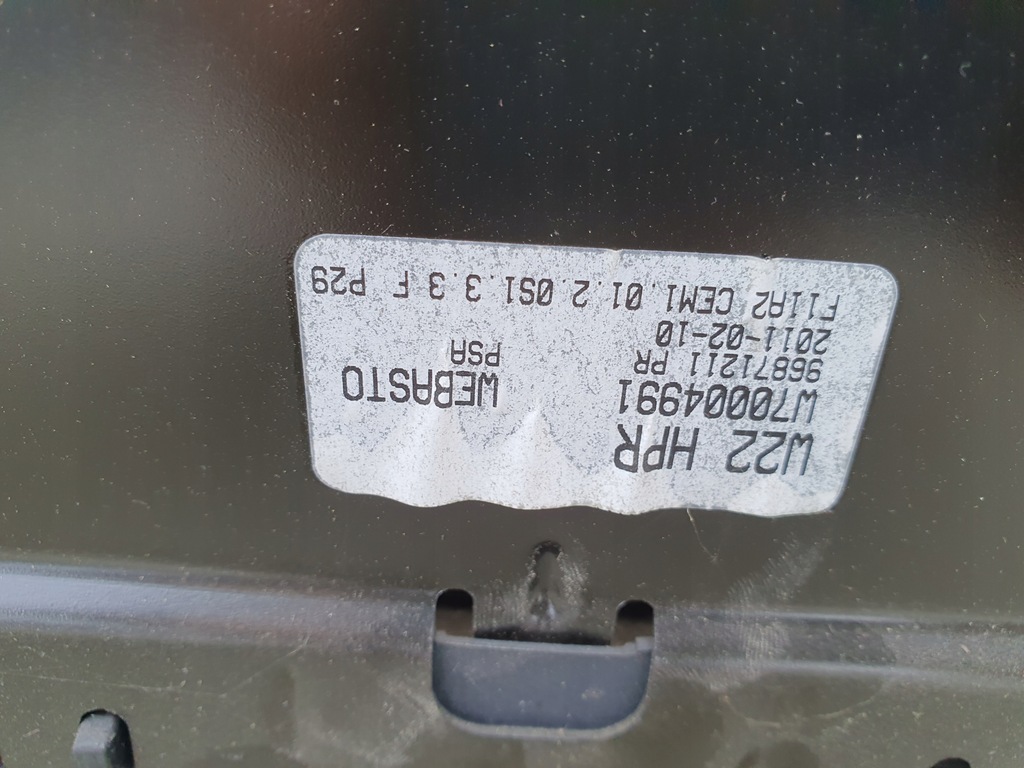 W22 HPR
W70004991 WEBASTO
96871211 PR PSA
2011-02-10
F11A2 CEM1.01.2.0S1.3.3 F P29